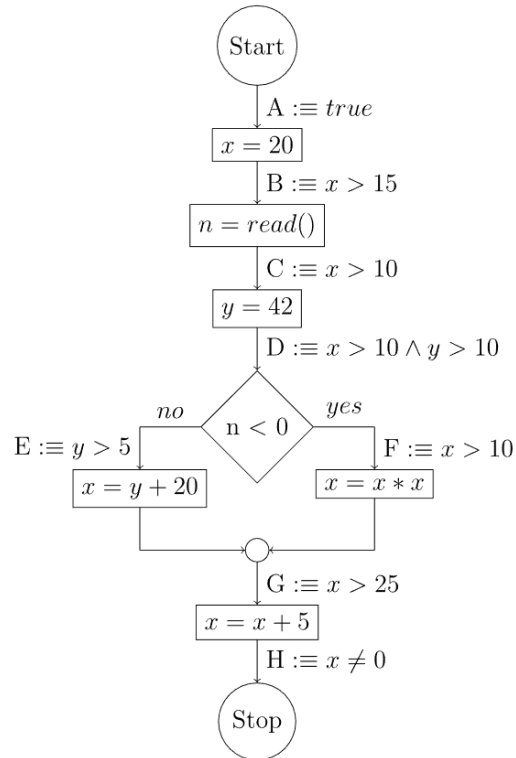 Start
A :≡ true
x = 20
B :≡ x > 15
n = read()
C :≡ x > 10
y = 42
D :≡ x > 10 ∧ y > 10
no
yes
n < 0
E :≡ y > 5
F :≡ x > 10
x = y + 20
x = x ∗ x
G :≡ x > 25
x = x + 5
H :≡ x ≠ 0
Stop